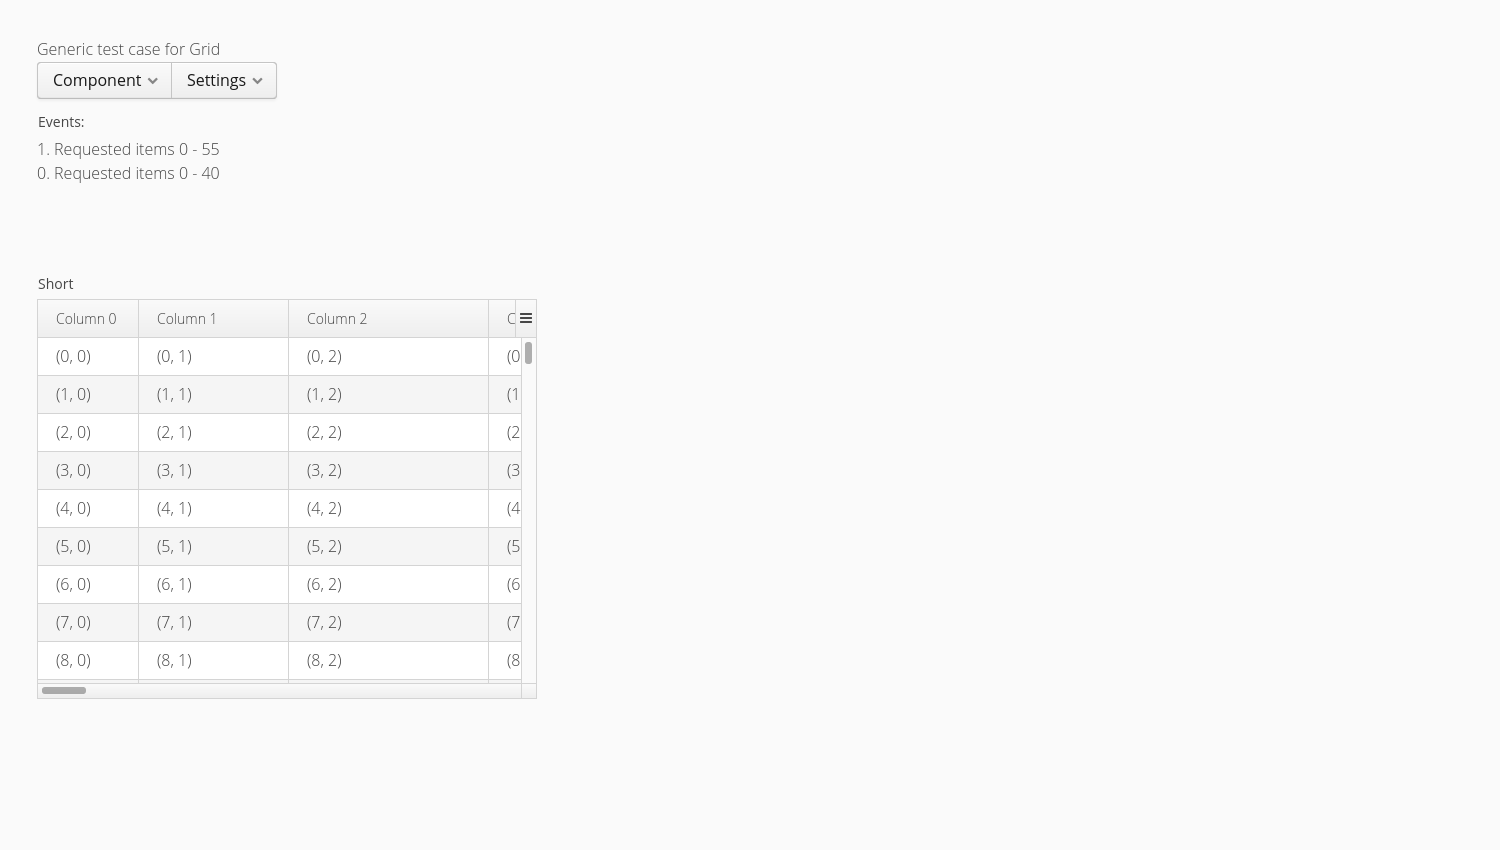 Generic test case for Grid
Component Settings
Events:
1. Requested items 0 - 55
0. Requested items 0 - 40
Short
Column 0 Column 1 Column 2 C
(0, 0) (0, 1) (0, 2) (0
(1, 0) (1, 1) (1, 2) (1
(2, 0) (2, 1) (2, 2) (2
(3, 0) (3, 1) (3, 2) (3
(4, 0) (4, 1) (4, 2) (4
(5, 0) (5, 1) (5, 2) (5
(6, 0) (6, 1) (6, 2) (6
(7, 0) (7, 1) (7, 2) (7
(8, 0) (8, 1) (8, 2) (8